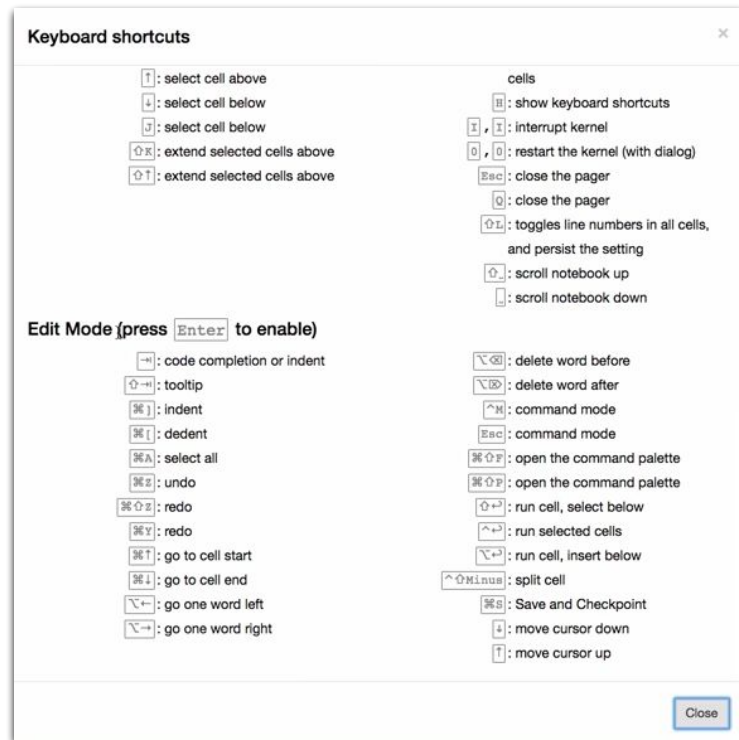 Keyboard shortcuts
×
↑ : select cell above
↓ : select cell below
J : select cell below
⇧K : extend selected cells above
⇧↑ : extend selected cells above
cells
H : show keyboard shortcuts
I , I : interrupt kernel
0 , 0 : restart the kernel (with dialog)
Esc : close the pager
Q : close the pager
⇧L : toggles line numbers in all cells,
and persist the setting
⇧⎵ : scroll notebook up
⎵ : scroll notebook down
Edit Mode (press Enter to enable)
⇥ : code completion or indent
⇧⇥ : tooltip
⌘] : indent
⌘[ : dedent
⌘A : select all
⌘Z : undo
⌘⇧Z : redo
⌘Y : redo
⌘↑ : go to cell start
⌘↓ : go to cell end
⌥← : go one word left
⌥→ : go one word right
⌥⌫ : delete word before
⌥⌦ : delete word after
^M : command mode
Esc : command mode
⌘⇧F : open the command palette
⌘⇧P : open the command palette
⇧↩ : run cell, select below
^↩ : run selected cells
⌥↩ : run cell, insert below
^⇧Minus : split cell
⌘S : Save and Checkpoint
↓ : move cursor down
↑ : move cursor up
Close